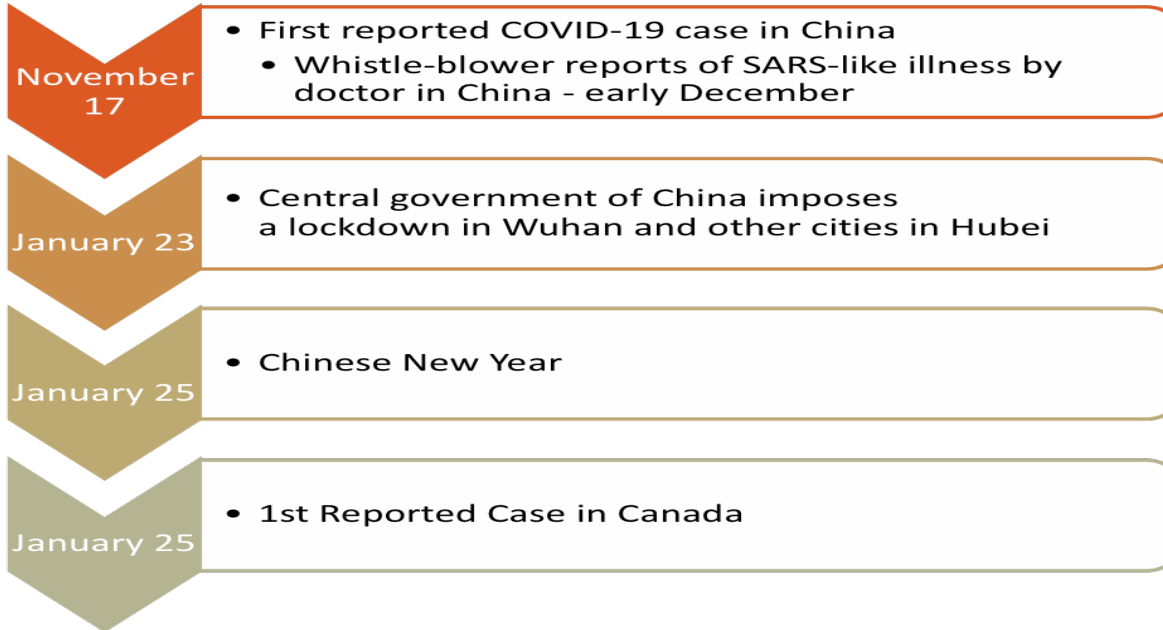 November
17
• First reported COVID-19 case in China
• Whistle-blower reports of SARS-like illness by
doctor in China - early December
January 23
• Central government of China imposes
a lockdown in Wuhan and other cities in Hubei
January 25
• Chinese New Year
January 25
• 1st Reported Case in Canada